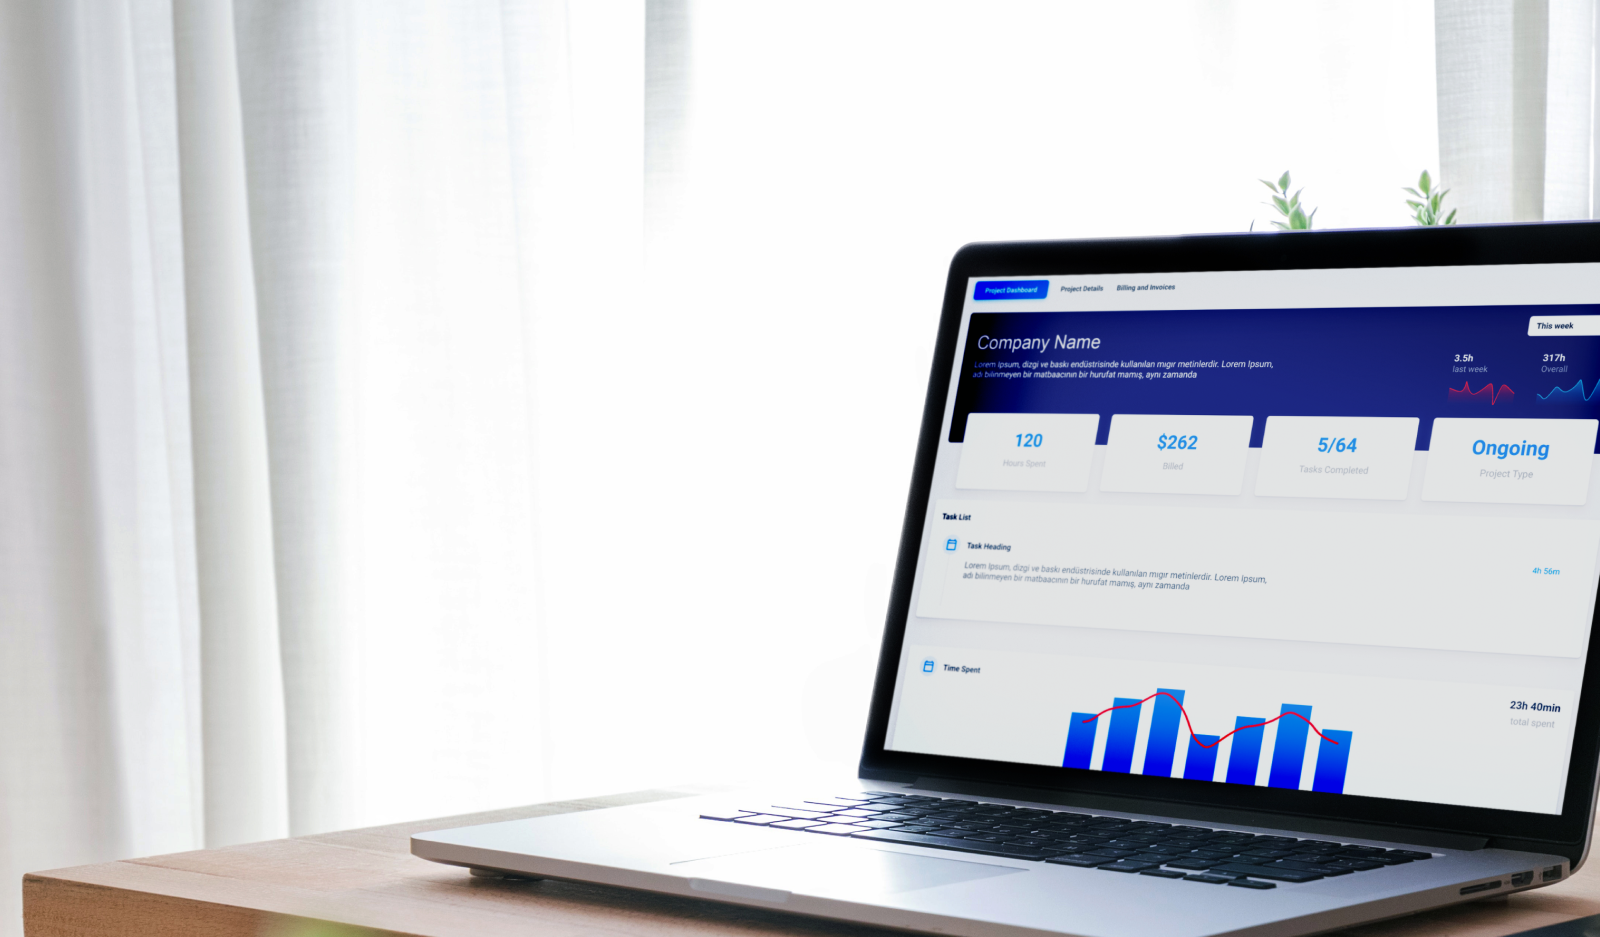 Project Dashboard
Project Details
Billing and Invoices
This week
Company Name
Lorem Ipsum, dizgi ve baskı endüstrisinde kullanılan mıgır metinlerdir. Lorem Ipsum,
adı bilinmeyen bir matbaacının bir hurufat mamış, aynı zamanda
3.5h
last week
317h
Overall
120
Hours Spent
$262
Billed
5/64
Tasks Completed
Ongoing
Project Type
Task List
Task Heading
Lorem Ipsum, dizgi ve baskı endüstrisinde kullanılan mıgır metinlerdir. Lorem Ipsum,
adı bilinmeyen bir matbaacının bir hurufat mamış, aynı zamanda
4h 56m
Time Spent
23h 40min
total spent